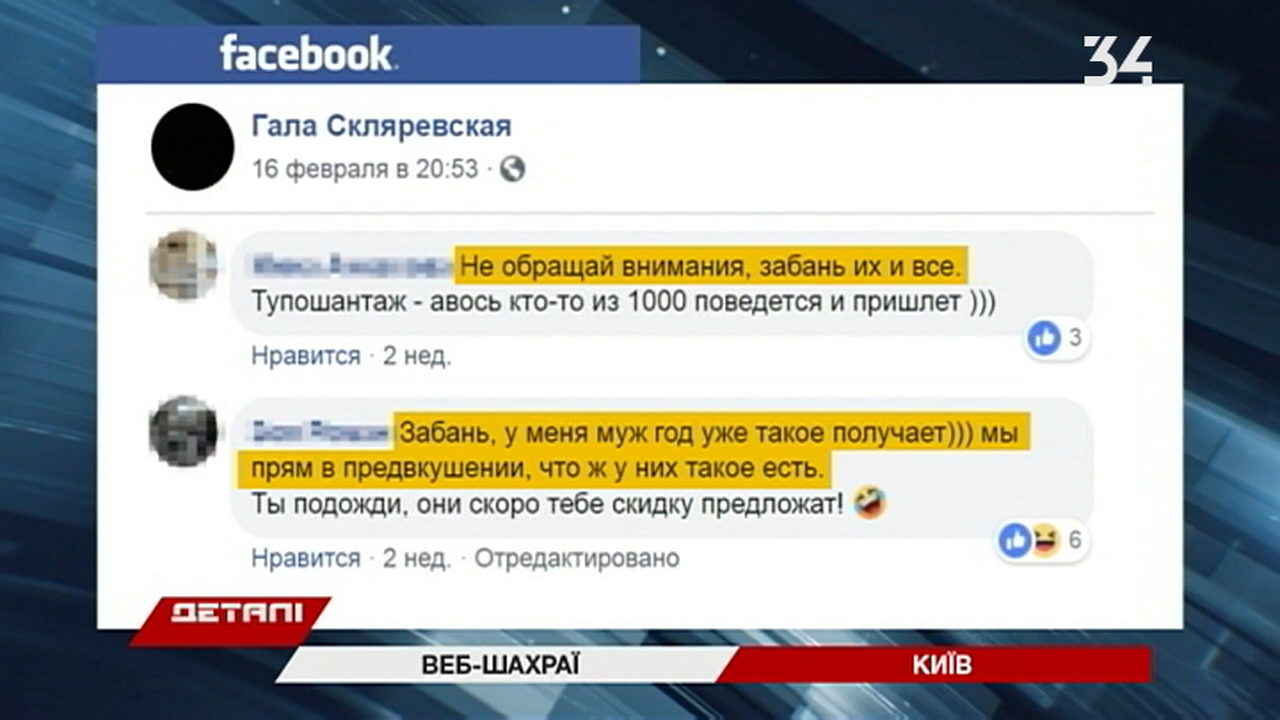 facebook.
34
Гала Скляревская
16 февраля в 20:53 ·
Не обращай внимания, забань их и все.
Тупошантаж - авось кто-то из 1000 поведется и пришлет )))
3
Нравится · 2 нед.
Забань, у меня муж год уже такое получает))) мы
прям в предвкушении, что ж у них такое есть.
Ты подожди, они скоро тебе скидку предложат! 🤣
6
Нравится · 2 нед. · Отредактировано
ДЕТАЛІ
ВЕБ-ШАХРАЇ
КИЇВ